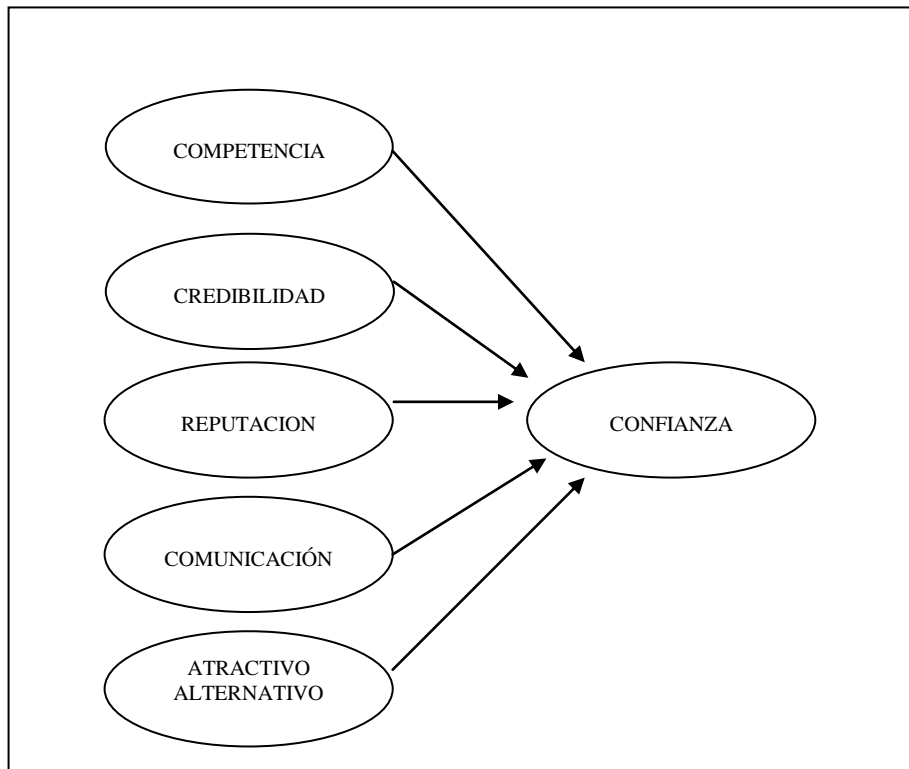 COMPETENCIA
CREDIBILIDAD
REPUTACION
CONFIANZA
COMUNICACIÓN
ATRACTIVO
ALTERNATIVO